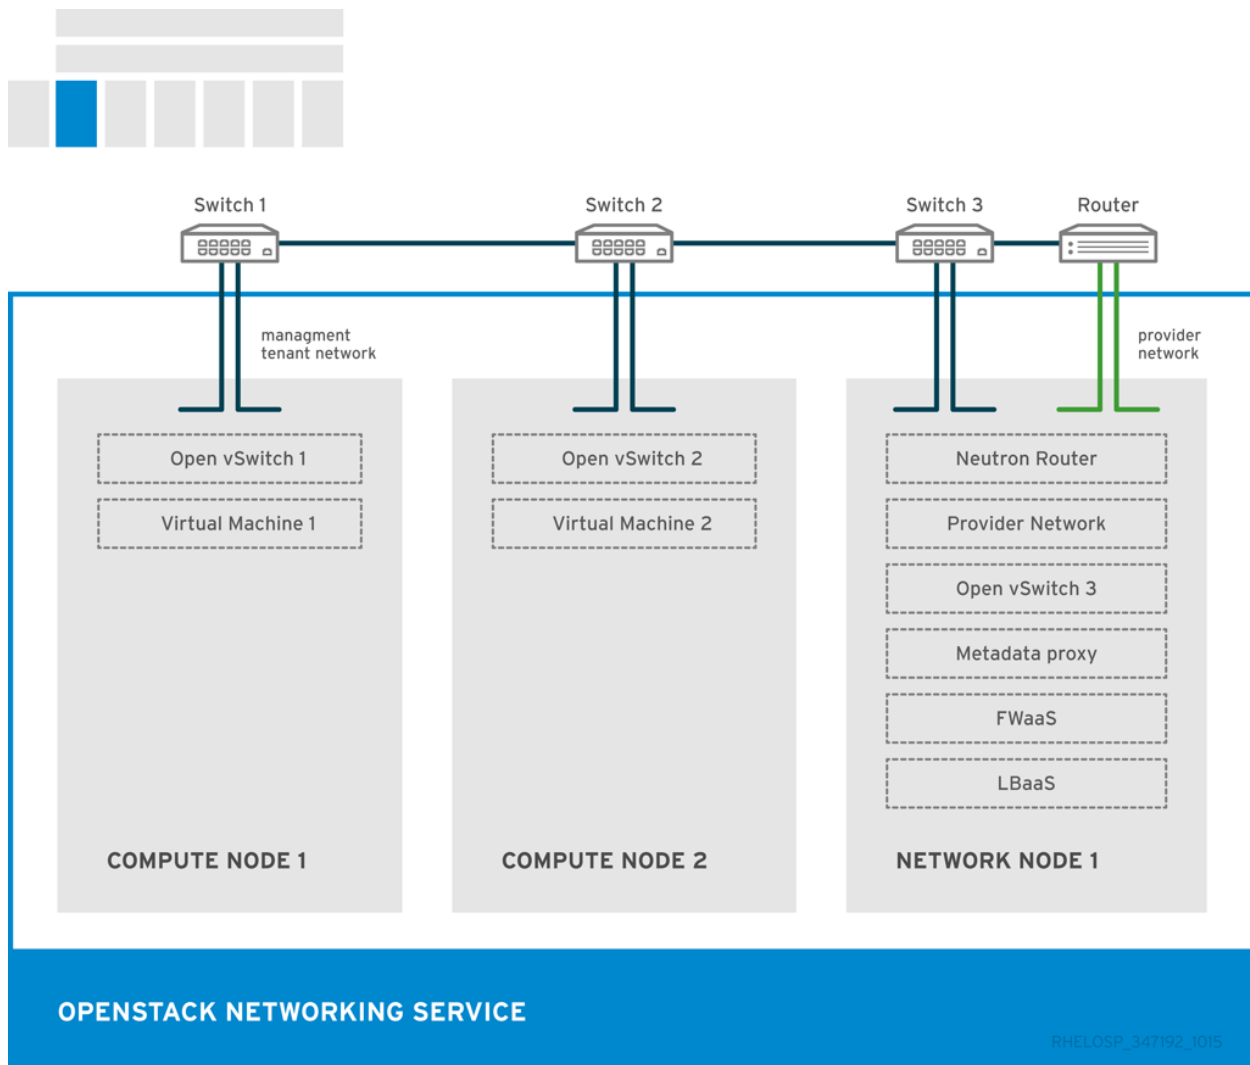 Switch 1
Switch 2
Switch 3
Router
managment
tenant network
provider
network
Open vSwitch 1
Virtual Machine 1
COMPUTE NODE 1
Open vSwitch 2
Virtual Machine 2
COMPUTE NODE 2
Neutron Router
Provider Network
Open vSwitch 3
Metadata proxy
FWaaS
LBaaS
NETWORK NODE 1
OPENSTACK NETWORKING SERVICE
RHELOSP_347192_1015